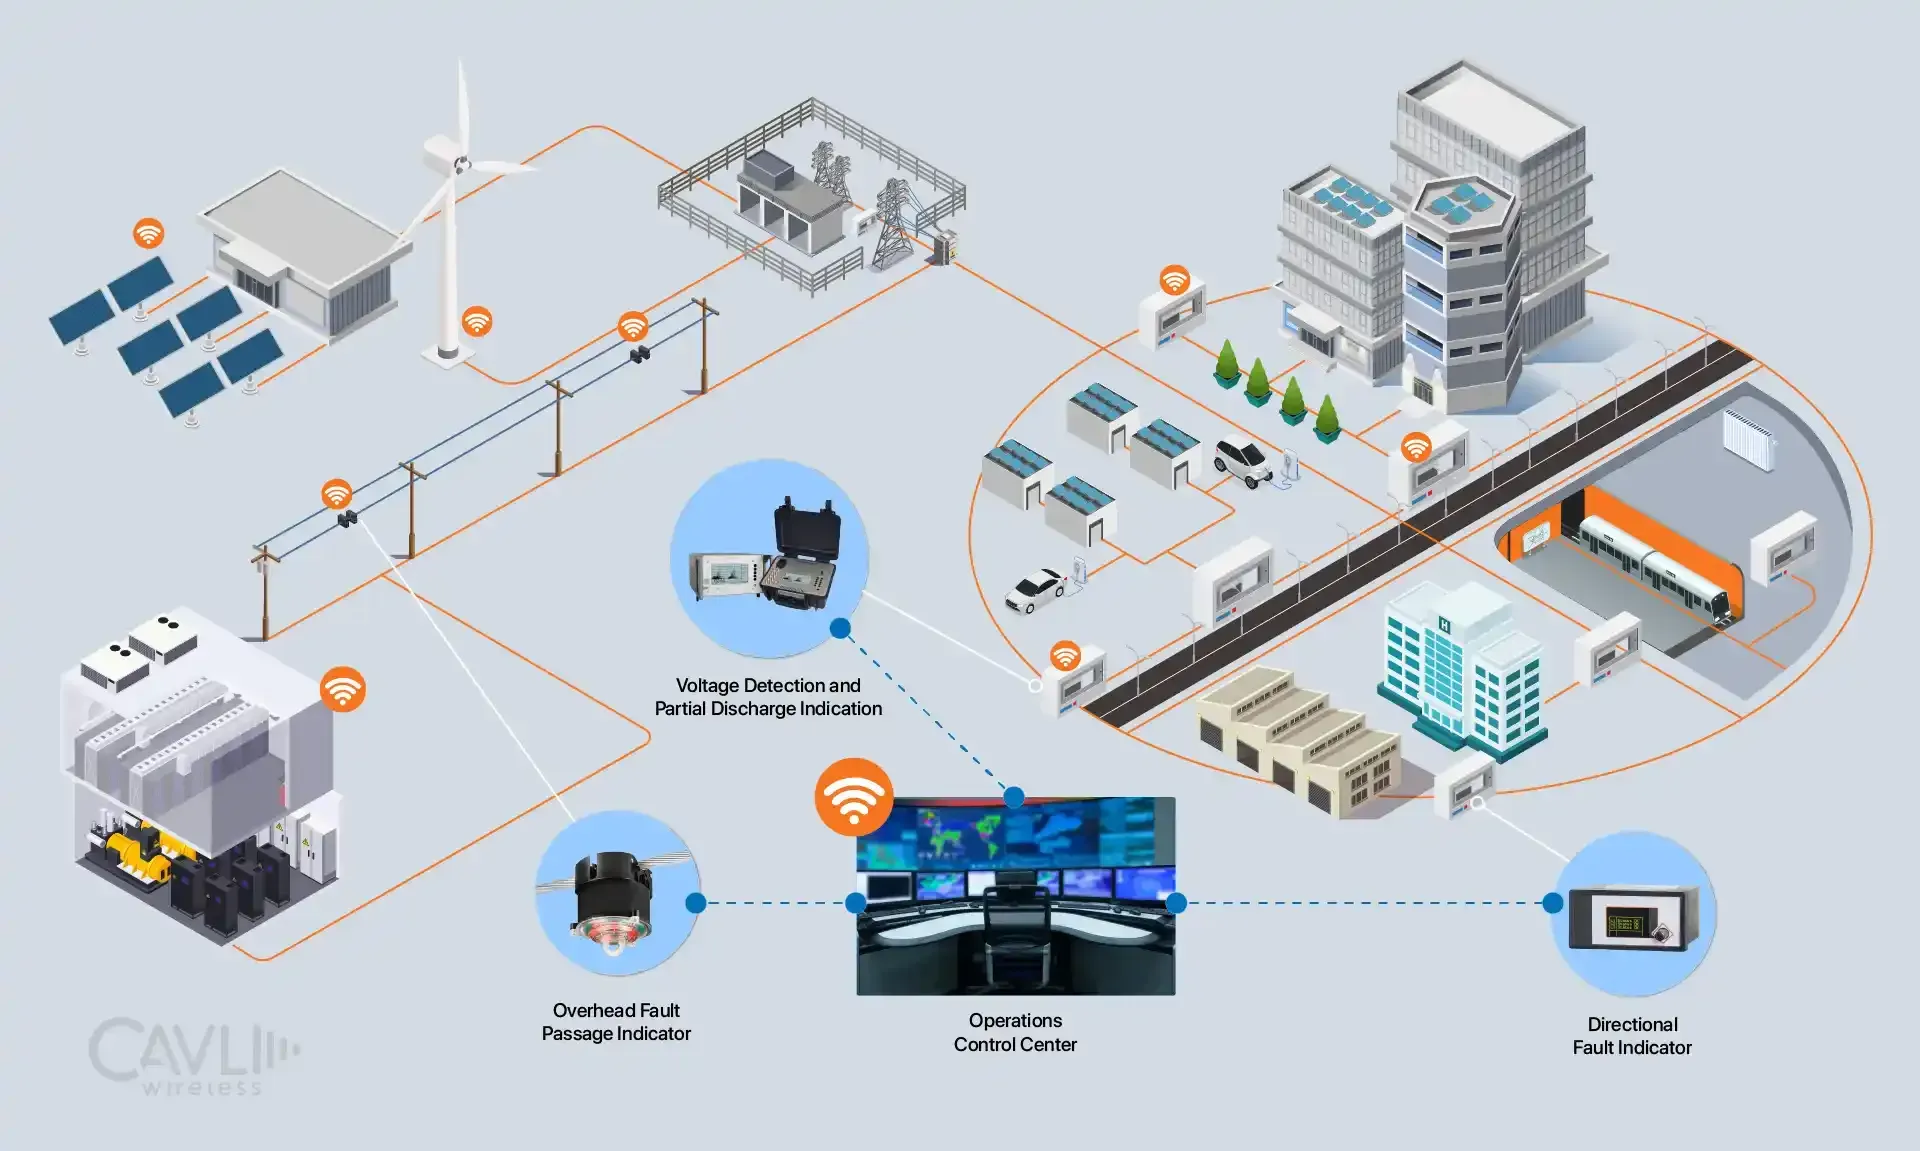 Voltage Detection and
Partial Discharge Indication
H
Overhead Fault
Passage Indicator
Operations
Control Center
Directional
Fault Indicator
CAVLI
wireless